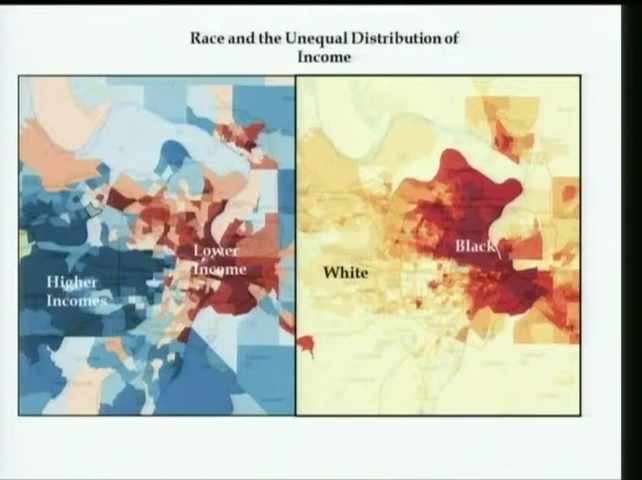 Race and the Unequal Distribution of
Income
Lower
Income
Higher
Incomes
White
Black